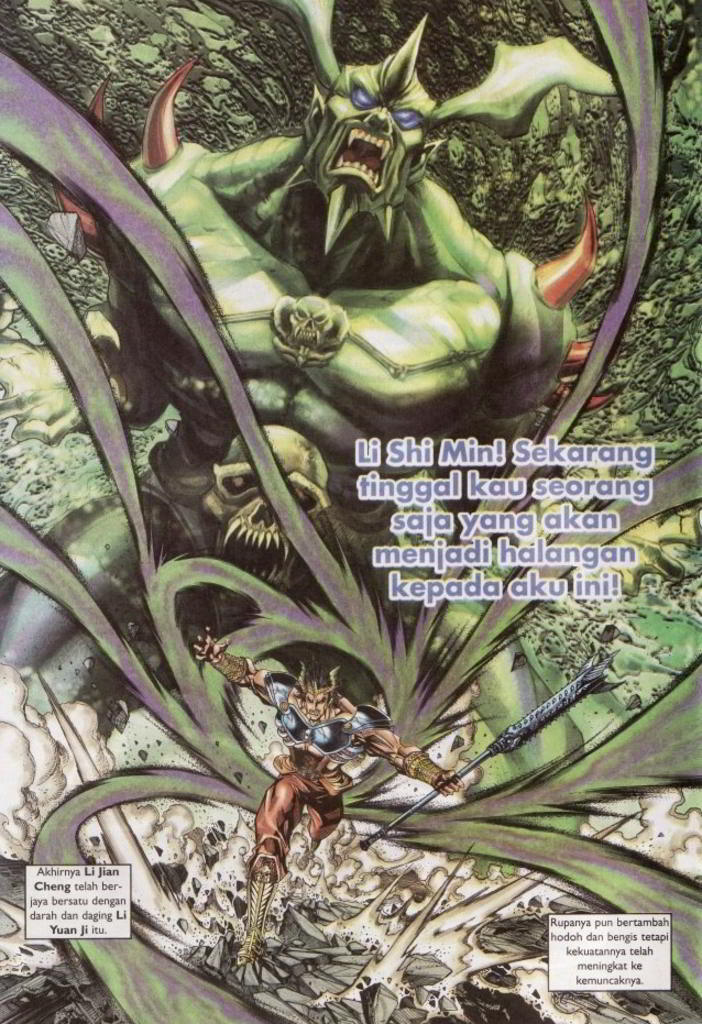 Li Shi Min! Sekarang
tinggal kau seorang
saja yang akan
menjadi halangan
kepada aku ini!
Akhirnya Li Jian
Cheng telah ber-
jaya bersatu dengan
darah dan daging Li
Yuan Ji itu.
Rupanya pun bertambah
hodoh dan bengis tetapi
kekuatannya telah
meningkat ke
kemuncaknya.